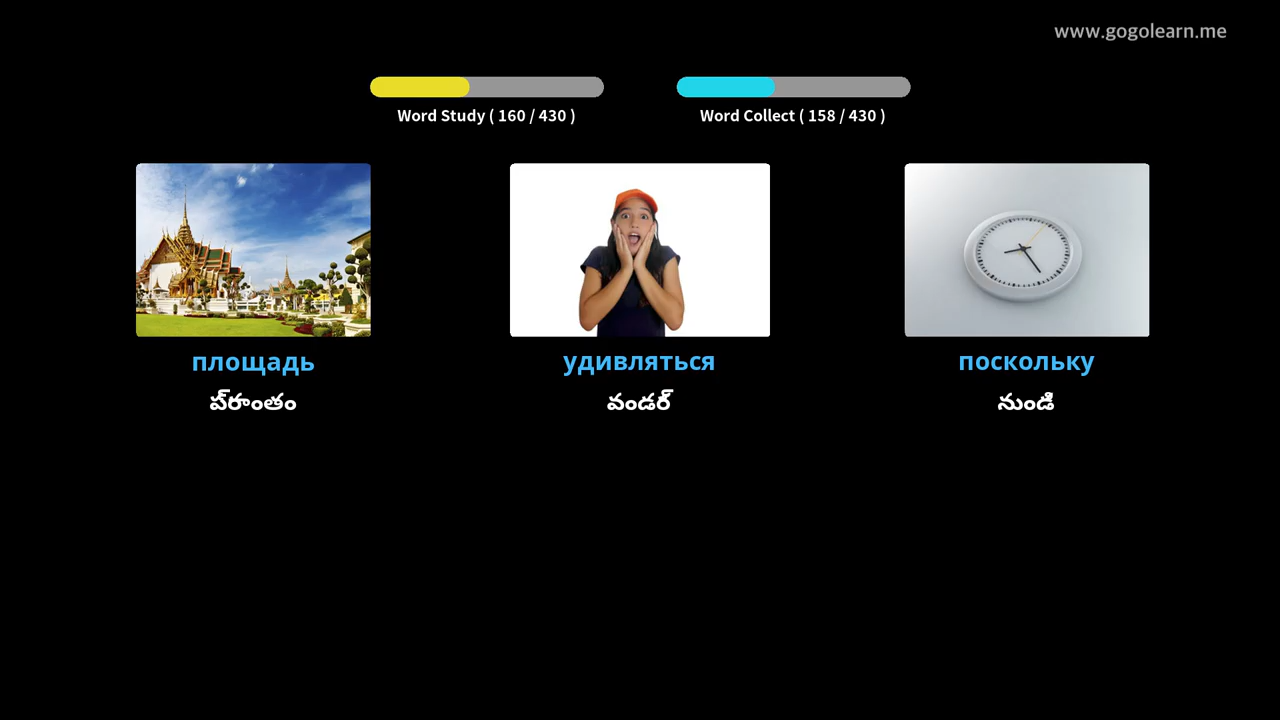 www.gogolearn.me
Word Study ( 160 / 430 )
Word Collect ( 158 / 430 )
площадь
удивляться
поскольку
ప్రాంతం
వండర్
నుండి